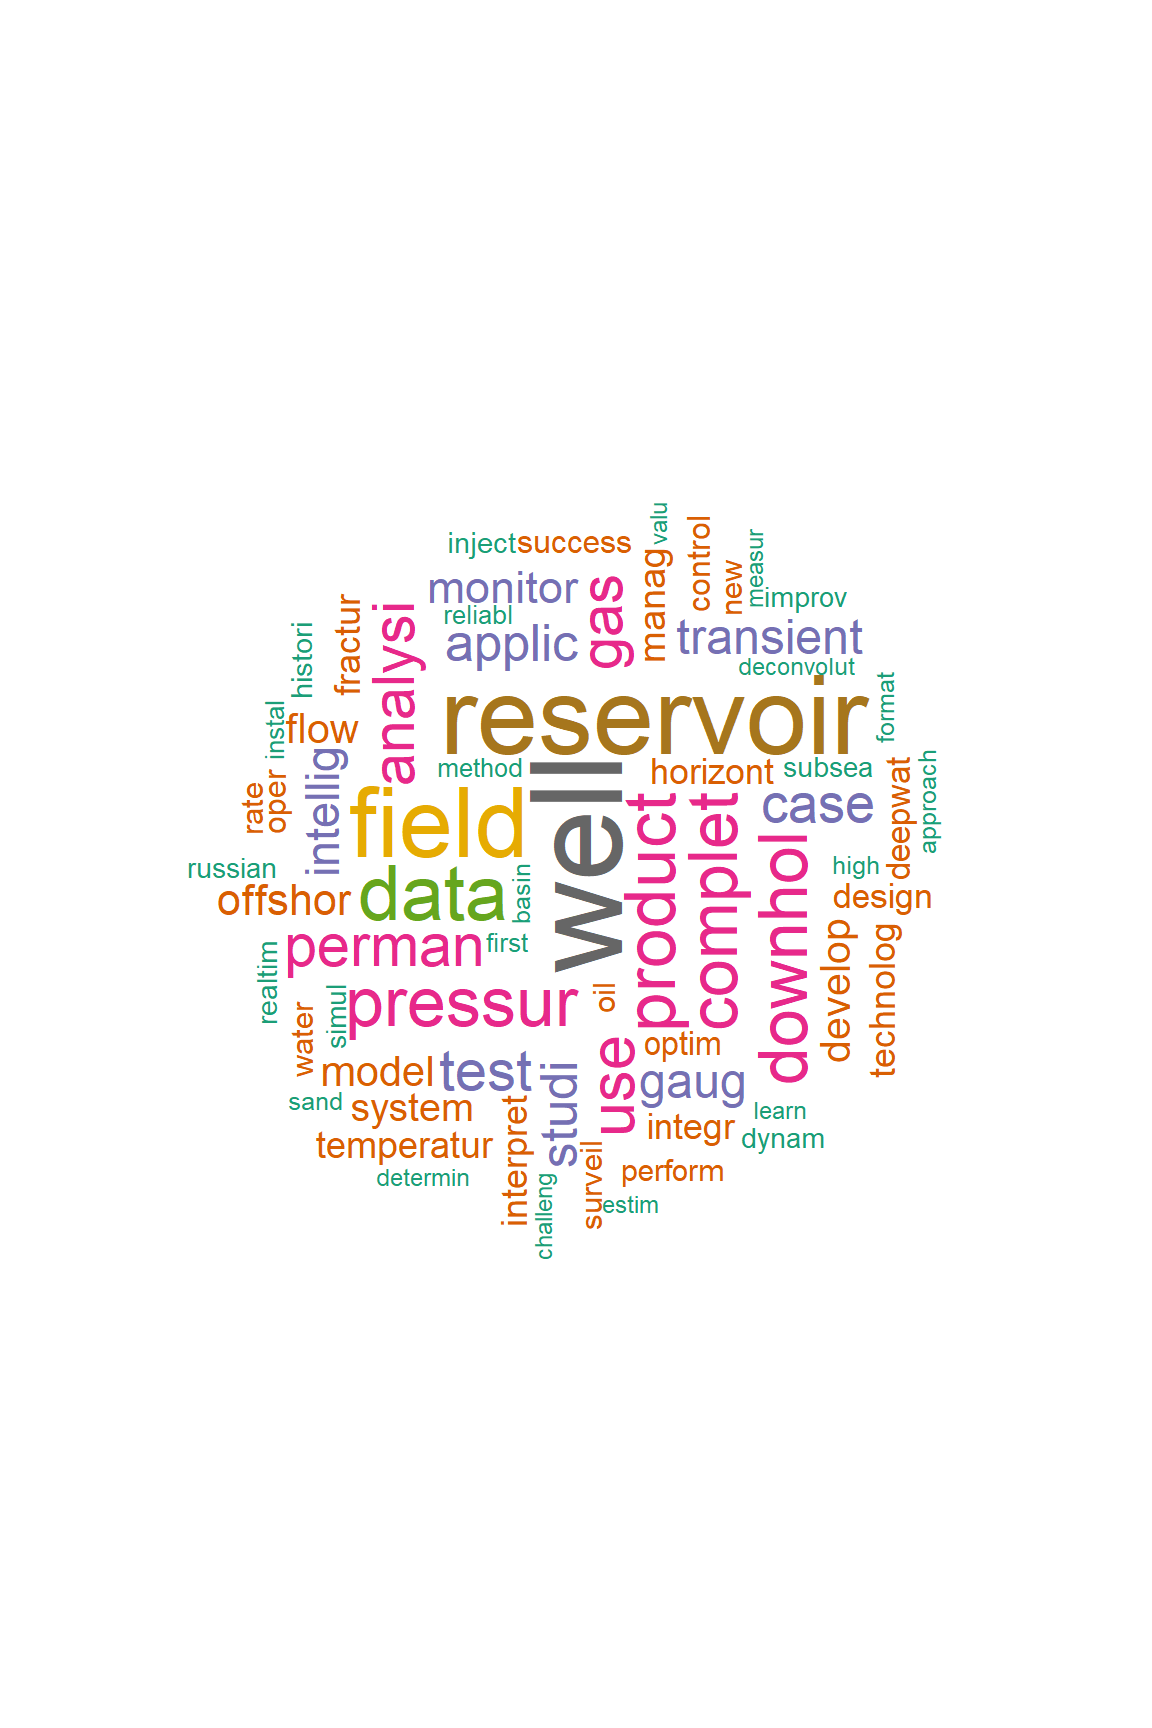 valu
control
inject
success
measur
new
manag
monitor
gas
improv
reliabl
fractur
analysi
applic
transient
histori
deconvolut
reservoir
format
instal
flow
intellig
method
well
horizont
subsea
deepwat
approach
rate
oper
field
product
complet
case
downhol
russian
high
offshor
data
basin
design
perman
first
develop
technolog
realtim
pressur
oil
simul
water
optim
use
model
test
studi
gaug
sand
system
learn
interpret
integr
dynam
temperatur
surveil
determin
perform
challeng
estim